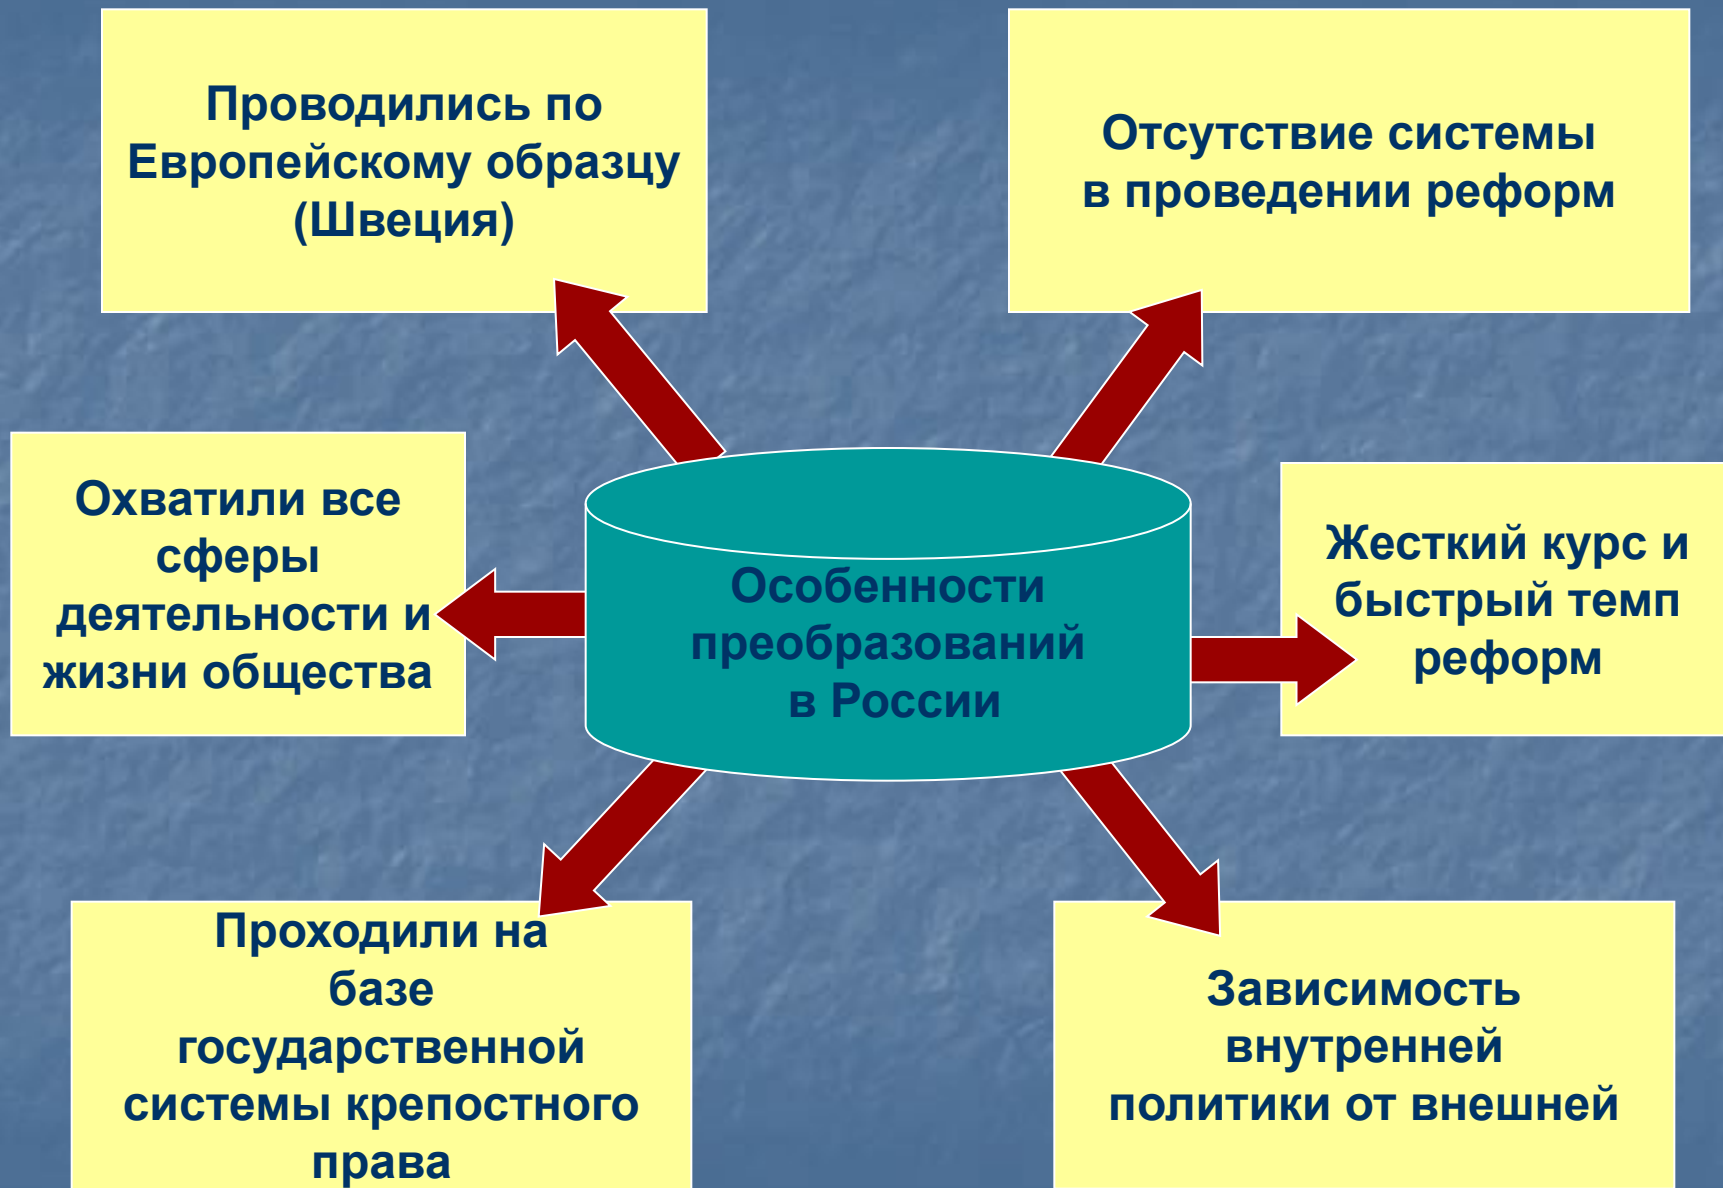 Проводились по
Европейскому образцу
(Швеция)
Отсутствие системы
в проведении реформ
Охватили все
сферы
деятельности и
жизни общества
Особенности
преобразований
в России
Жесткий курс и
быстрый темп
реформ
Проходили на
базе
государственной
системы крепостного
права
Зависимость
внутренней
политики от внешней